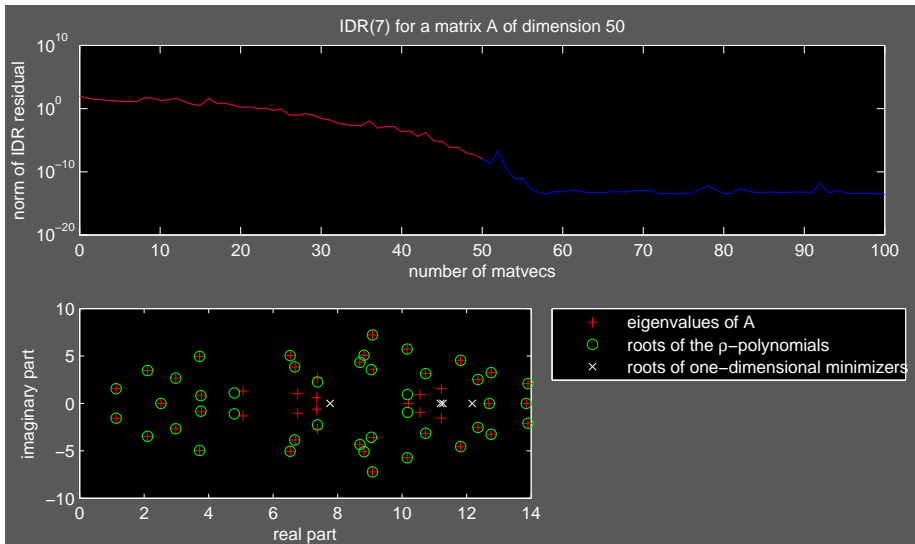 IDR(7) for a matrix A of dimension 50
norm of IDR residual
10^10
10^0
10^−10
10^−20
0 10 20 30 40 50 60 70 80 90 100
number of matvecs
imaginary part
10
5
0
−5
−10
0 2 4 6 8 10 12 14
real part
eigenvalues of A
roots of the ρ−polynomials
roots of one−dimensional minimizers